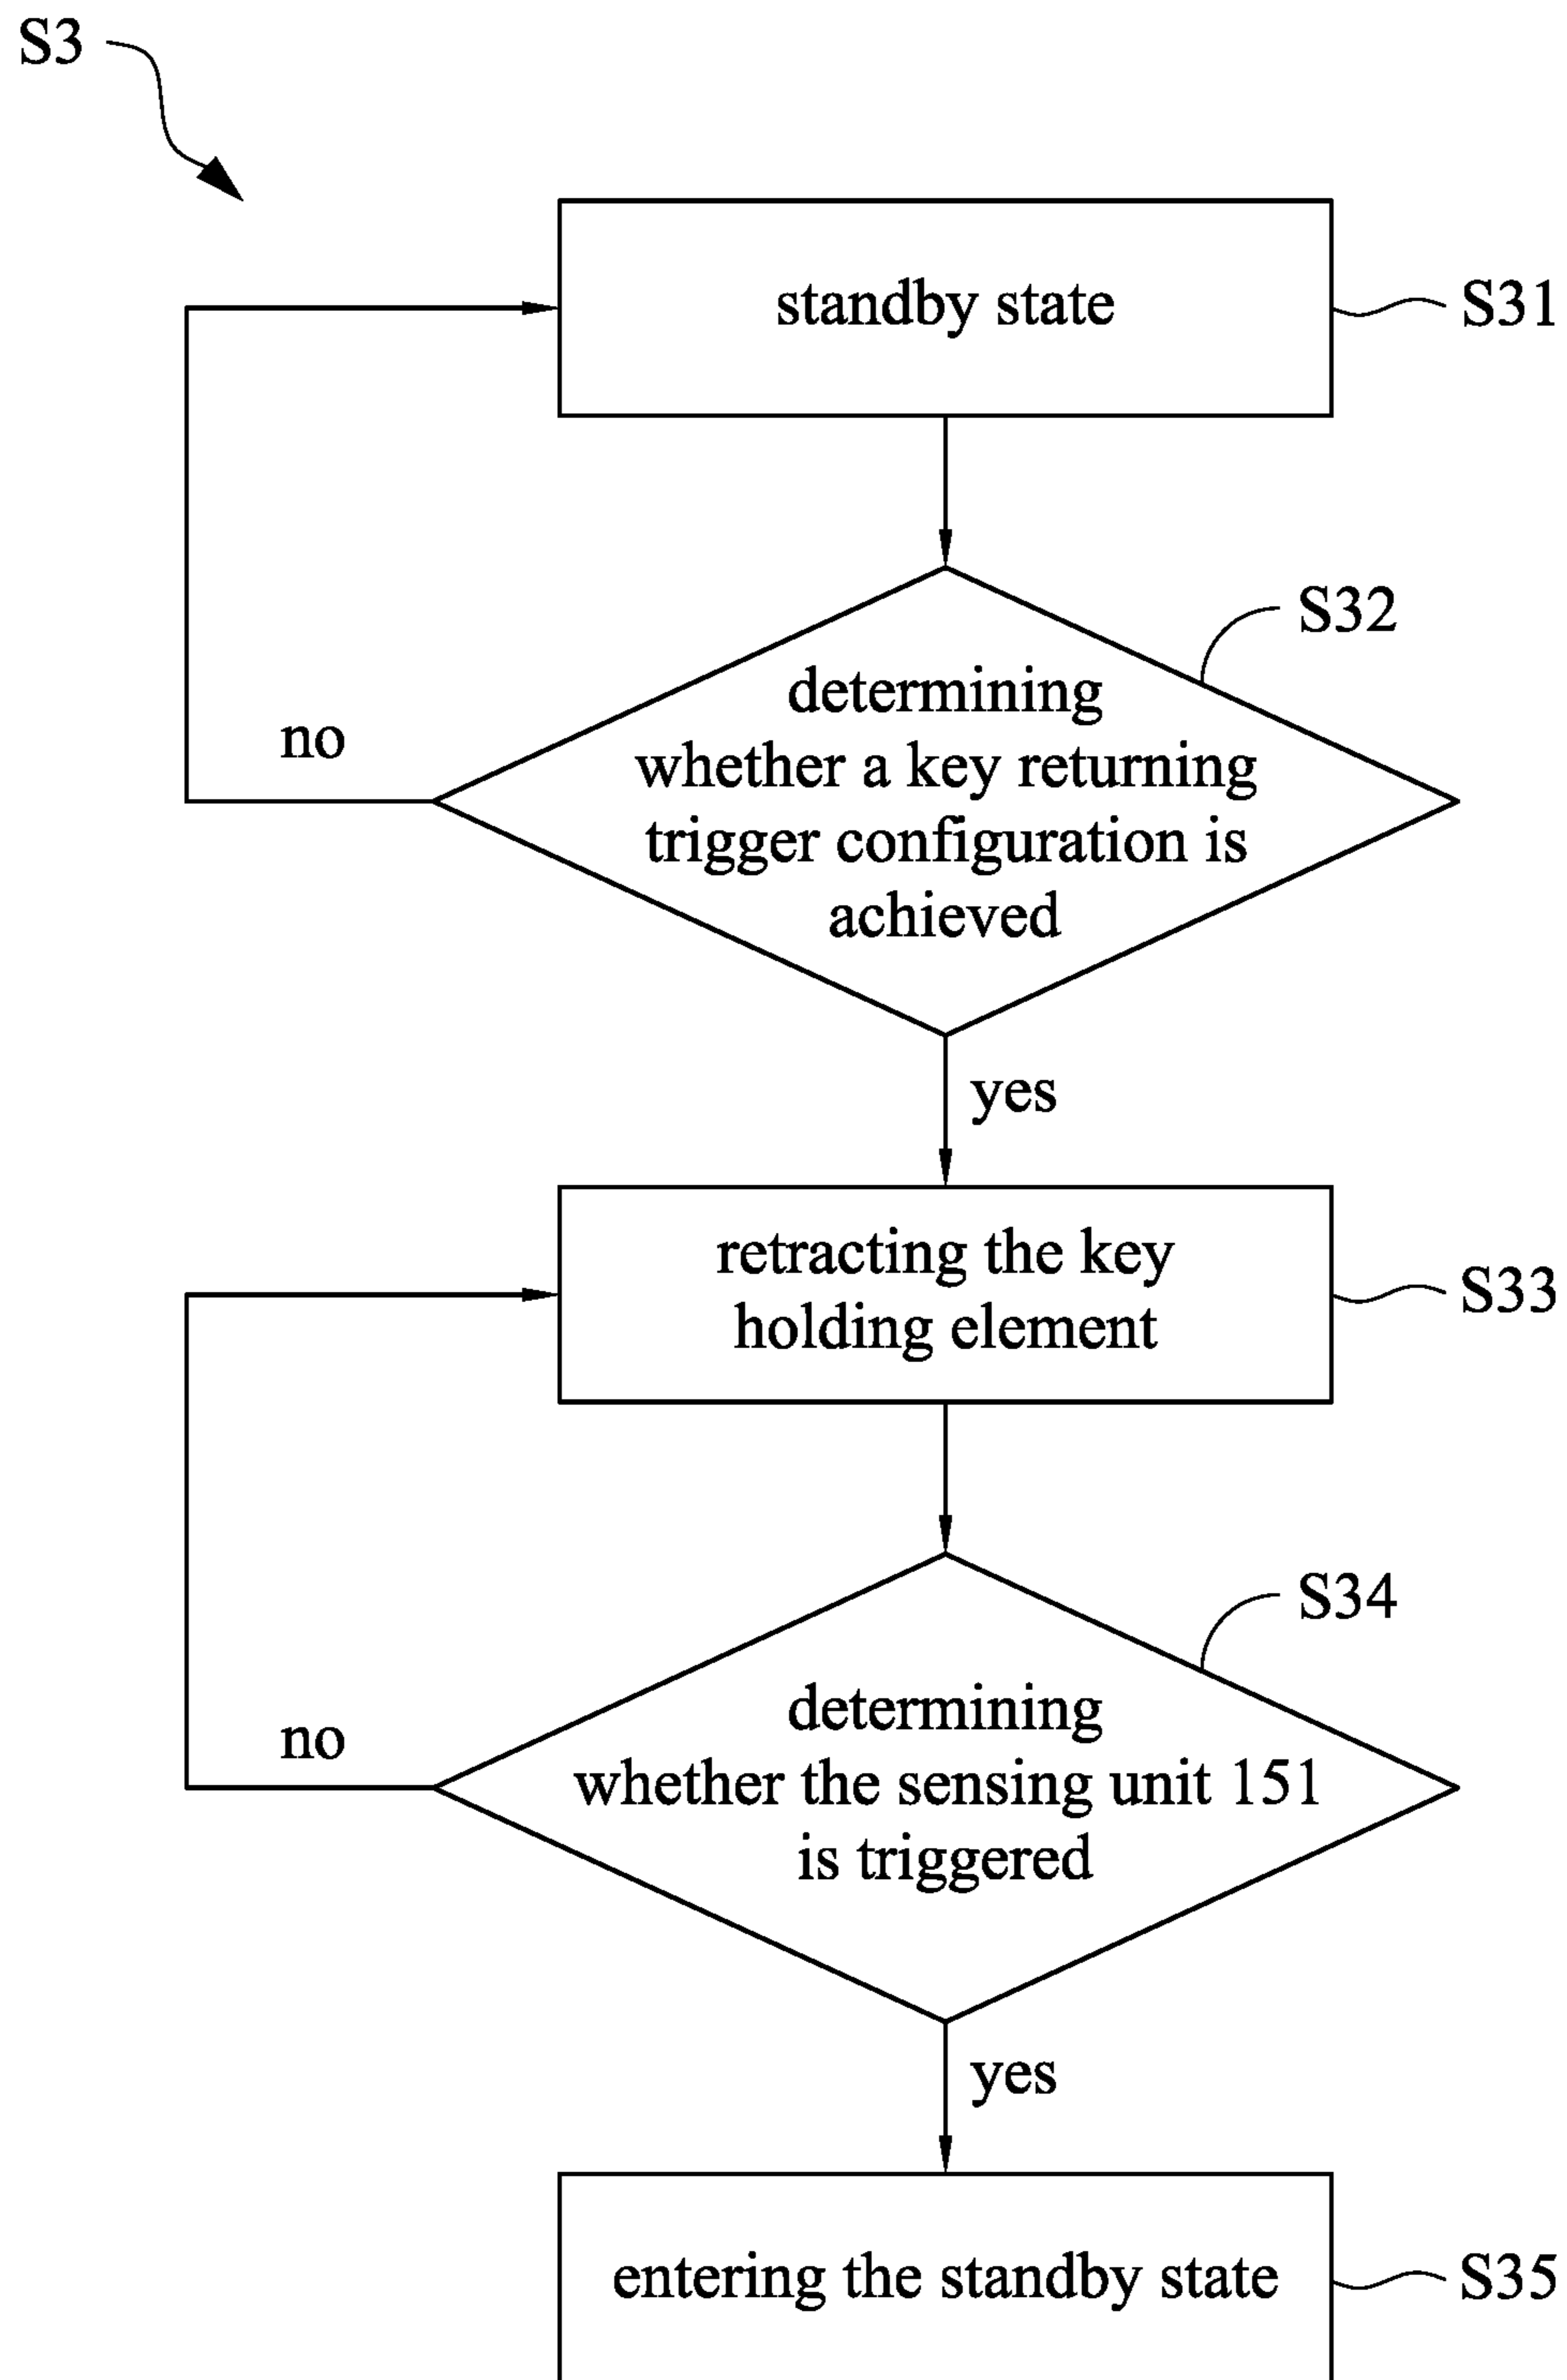 S3
standby state
S31
S32
determining
whether a key returning
trigger configuration is
achieved
no
yes
retracting the key
holding element
S33
S34
determining
whether the sensing unit 151
is triggered
no
yes
entering the standby state
S35